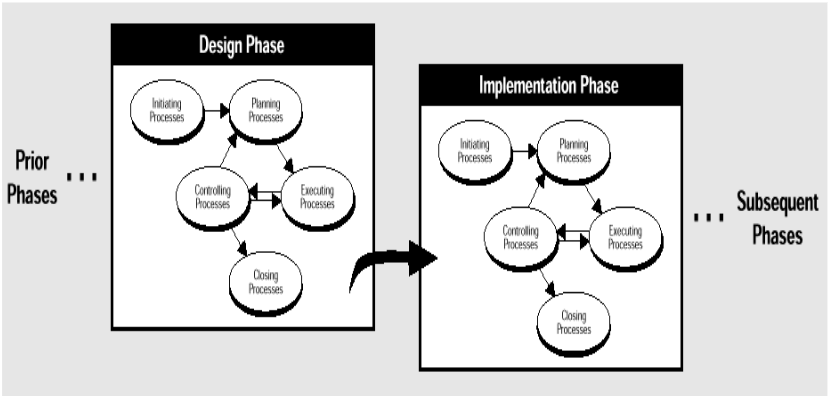 Prior
Phases
...
Design Phase
Initiating
Processes
Planning
Processes
Controlling
Processes
Executing
Processes
Closing
Processes
Implementation Phase
Initiating
Processes
Planning
Processes
Controlling
Processes
Executing
Processes
Closing
Processes
...
Subsequent
Phases